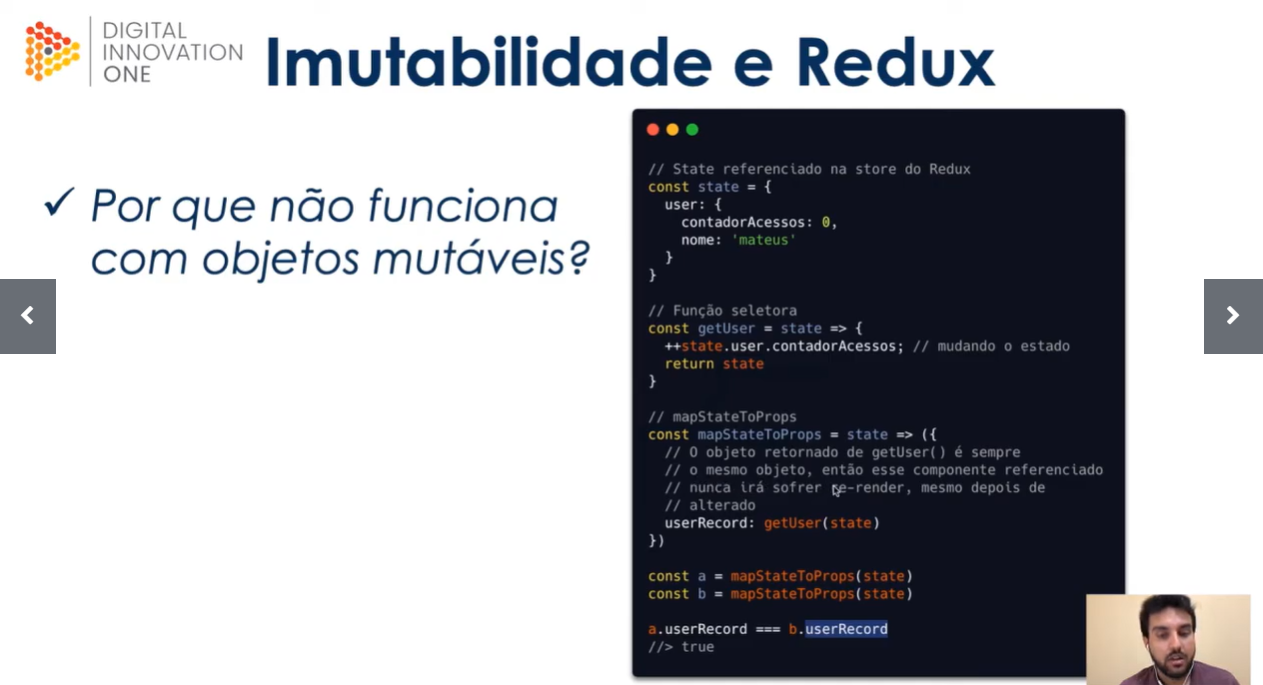 DIGITAL
INNOVATION
ONE
Imutabilidade e Redux
✓ Por que não funciona
com objetos mutáveis?
// State referenciado na store do Redux
const state = {
  user: {
    contadorAcessos: 0,
    nome: 'mateus'
  }
}
// Função seletora
const getUser = state => {
  ++state.user.contadorAcessos; // mudando o estado
  return state
}
// mapStateToProps
const mapStateToProps = state => ({
  // O objeto retornado de getUser() é sempre
  // o mesmo objeto, então esse componente referenciado
  // nunca irá sofrer re-render, mesmo depois de
  // alterado
  userRecord: getUser(state)
})
const a = mapStateToProps(state)
const b = mapStateToProps(state)
a.userRecord === b.userRecord
//> true